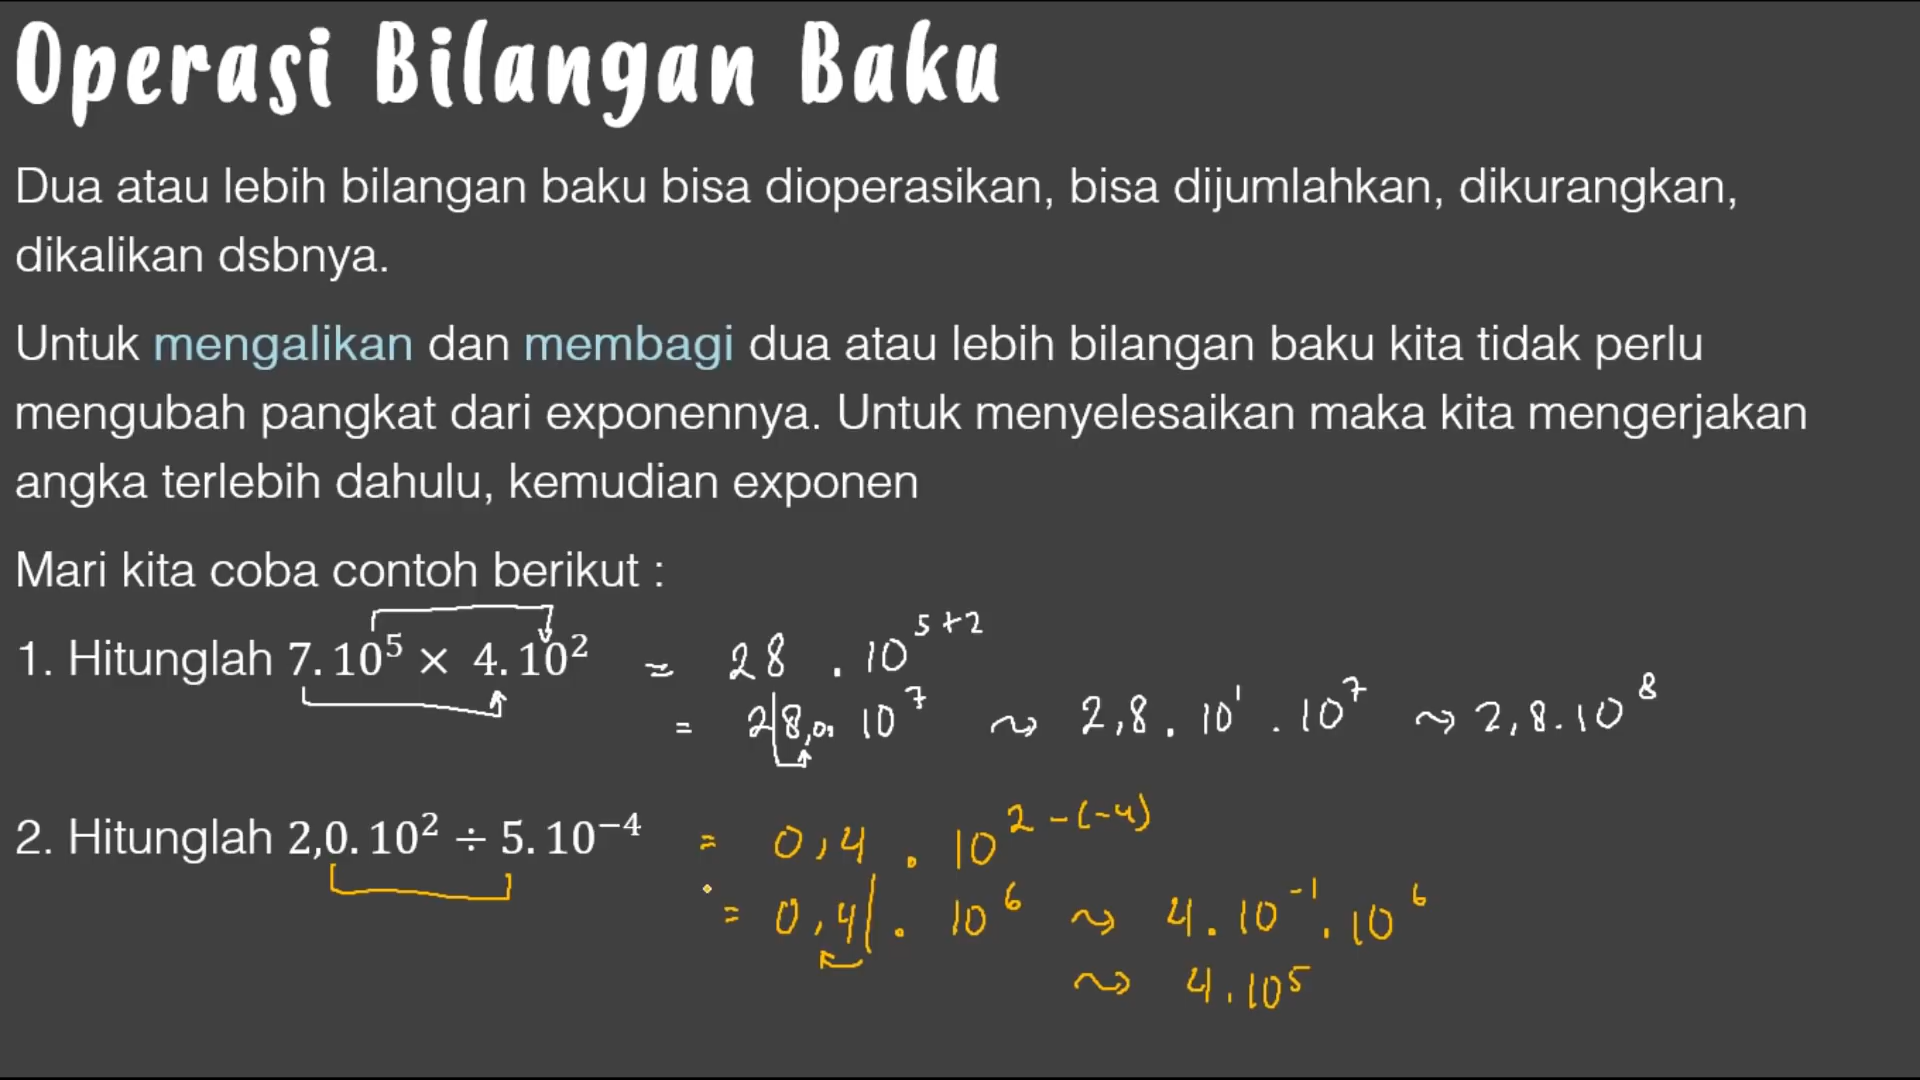 Operasi Bilangan Baku
Dua atau lebih bilangan baku bisa dioperasikan, bisa dijumlahkan, dikurangkan,
dikalikan dsbnya.
Untuk mengalikan dan membagi dua atau lebih bilangan baku kita tidak perlu
mengubah pangkat dari exponennya. Untuk menyelesaikan maka kita mengerjakan
angka terlebih dahulu, kemudian exponen
Mari kita coba contoh berikut :
1. Hitunglah 7. 10⁵ × 4. 10² = 28 . 10⁵⁺²
= 28,0. 10⁷ ⤳ 2,8 . 10¹ . 10⁷ ⤳ 2,8 . 10⁸
2. Hitunglah 2,0. 10² ÷ 5. 10⁻⁴ = 0,4 . 10²⁻⁽⁻⁴⁾
= 0,4 . 10⁶ ⤳ 4 . 10⁻¹ . 10⁶
⤳ 4 . 10⁵